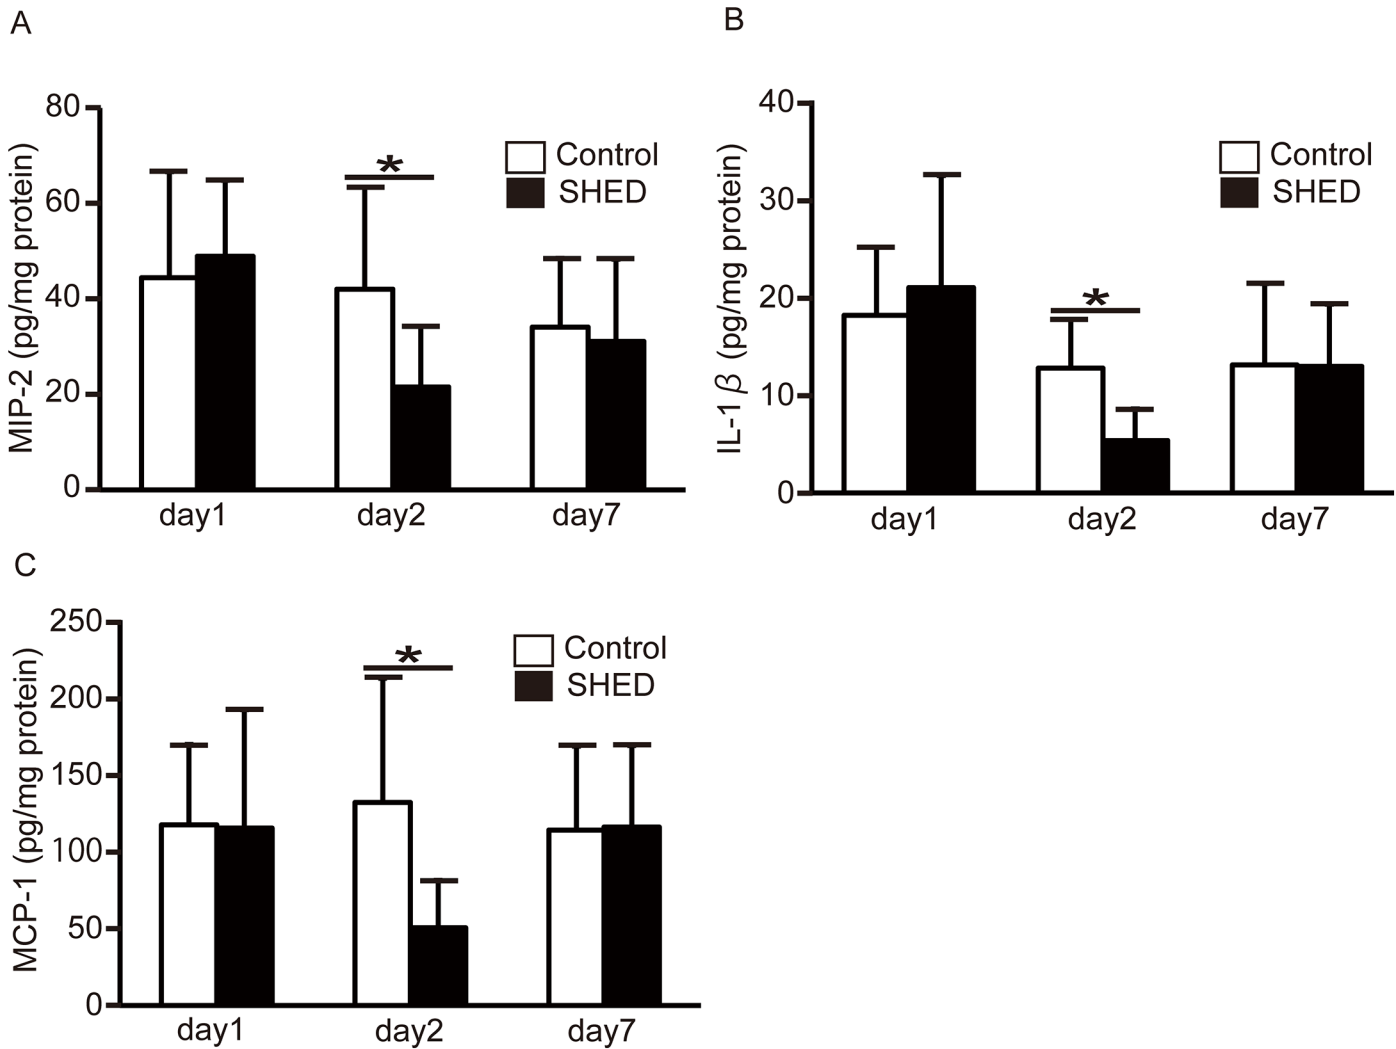 A
MIP-2 (pg/mg protein)
80
60
40
20
0
*
Control
SHED
day1
day2
day7
B
IL-1β (pg/mg protein)
40
30
20
10
0
*
Control
SHED
day1
day2
day7
C
MCP-1 (pg/mg protein)
250
200
150
100
50
0
*
Control
SHED
day1
day2
day7